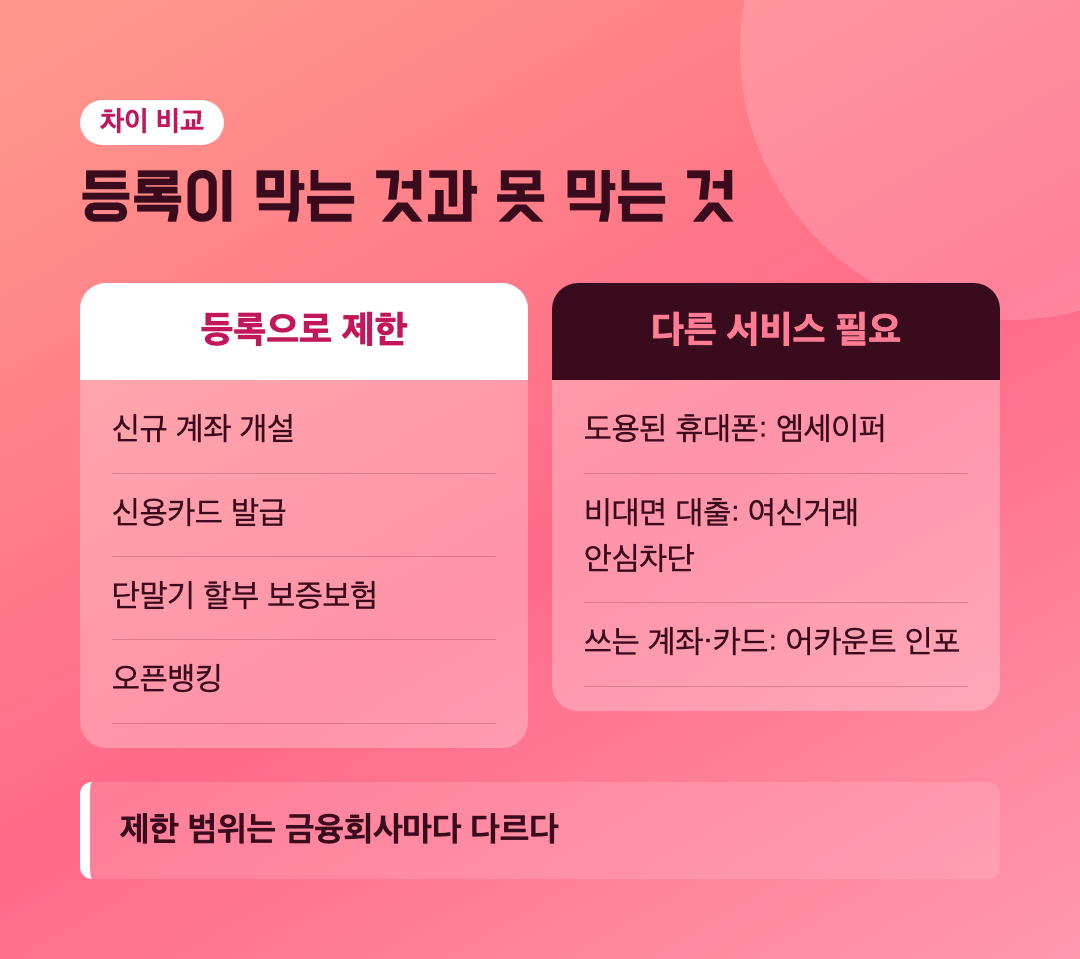 차이 비교
등록이 막는 것과 못 막는 것
등록으로 제한
신규 계좌 개설
신용카드 발급
단말기 할부 보증보험
오픈뱅킹
다른 서비스 필요
도용된 휴대폰: 엠세이퍼
비대면 대출: 여신거래
안심차단
쓰는 계좌·카드: 어카운트 인포
제한 범위는 금융회사마다 다르다